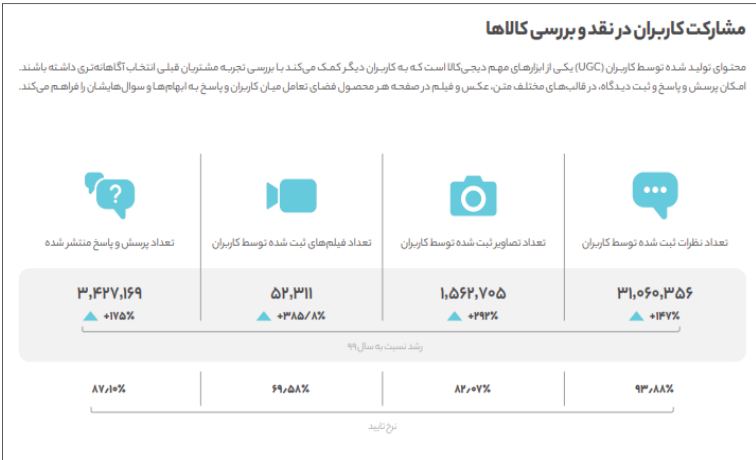 مشارکت کاربران در نقد و بررسی کالاها
محتوای تولید شده توسط کاربران (UGC) یکی از ابزارهای مهم دیجی‌کالا است که به کاربران دیگر کمک می‌کند با بررسی تجربه مشتریان قبلی انتخاب آگاهانه‌تری داشته باشند.
امکان پرسش و پاسخ و ثبت دیدگاه، در قالب‌های مختلف متن، عکس و فیلم در صفحه هر محصول فضای تعامل میان کاربران و پاسخ به ابهام‌ها و سوال‌هایشان را فراهم می‌کند.
تعداد نظرات ثبت شده توسط کاربران
تعداد تصاویر ثبت شده توسط کاربران
تعداد فیلم‌های ثبت شده توسط کاربران
تعداد پرسش و پاسخ منتشر شده
۳۱,۰۶۰,۳۵۶
۱,۵۶۲,۷۰۵
۵۲,۳۱۱
۳,۴۲۷,۱۶۹
+۱۴۷٪
+۲۹۲٪
+۳۸۵/۸٪
+۱۷۵٪
رشد نسبت به سال ۹۹
۹۳٫۸۸٪
۸۲٫۰۷٪
۶۹٫۵۸٪
۸۷٫۱۰٪
نرخ تایید